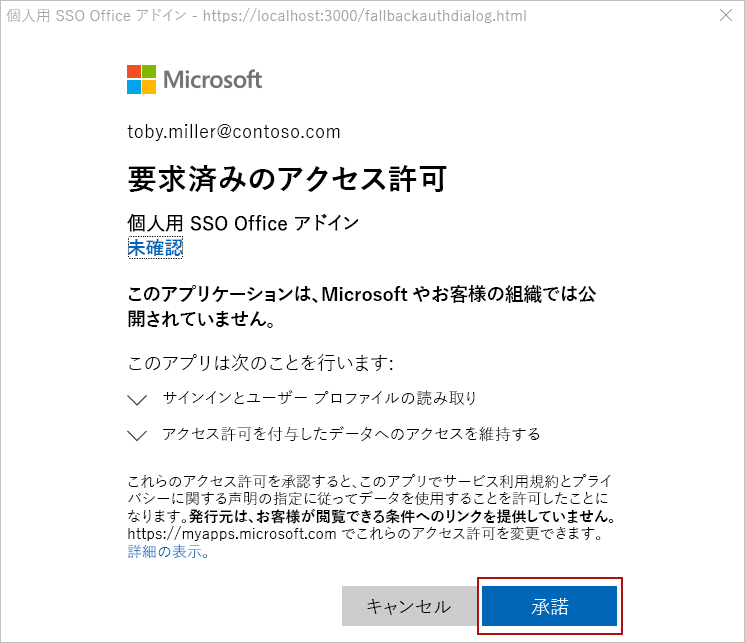 個人用 SSO Office アドイン - https://localhost:3000/fallbackauthdialog.html
Microsoft
toby.miller@contoso.com
要求済みのアクセス許可
個人用 SSO Office アドイン
未確認
このアプリケーションは、Microsoft やお客様の組織では公
開されていません。
このアプリは次のことを行います:
サインインとユーザー プロファイルの読み取り
アクセス許可を付与したデータへのアクセスを維持する
これらのアクセス許可を承認すると、このアプリでサービス利用規約とプライ
バシーに関する声明の指定に従ってデータを使用することを許可したことに
なります。発行元は、お客様が閲覧できる条件へのリンクを提供していません。
https://myapps.microsoft.com でこれらのアクセス許可を変更できます。
詳細の表示。
キャンセル
承諾